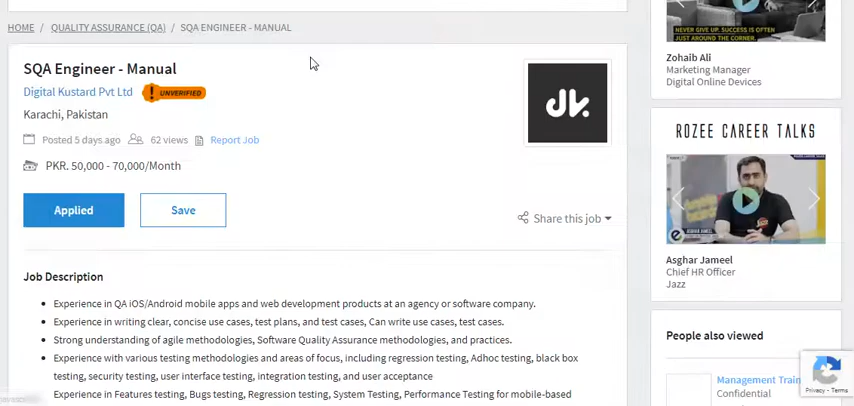 HOME / QUALITY ASSURANCE (QA) / SQA ENGINEER - MANUAL
SQA Engineer - Manual
Digital Kustard Pvt Ltd ! UNVERIFIED
Karachi, Pakistan
Posted 5 days ago 62 views Report Job
PKR. 50,000 - 70,000/Month
Applied Save
Share this job
dk.
Job Description
Experience in QA iOS/Android mobile apps and web development products at an agency or software company.
Experience in writing clear, concise use cases, test plans, and test cases, Can write use cases, test cases.
Strong understanding of agile methodologies, Software Quality Assurance methodologies, and practices.
Experience with various testing methodologies and areas of focus, including regression testing, Adhoc testing, black box
testing, security testing, user interface testing, integration testing, and user acceptance
Experience in Features testing, Bugs testing, Regression testing, System Testing, Performance Testing for mobile-based
NEVER GIVE UP. SUCCESS IS OFTEN
JUST AROUND THE CORNER.
Zohaib Ali
Marketing Manager
Digital Online Devices
ROZEE CAREER TALKS
ASGHAR JAMEEL
Asghar Jameel
Chief HR Officer
Jazz
People also viewed
Management Train
Confidential
Privacy - Terms